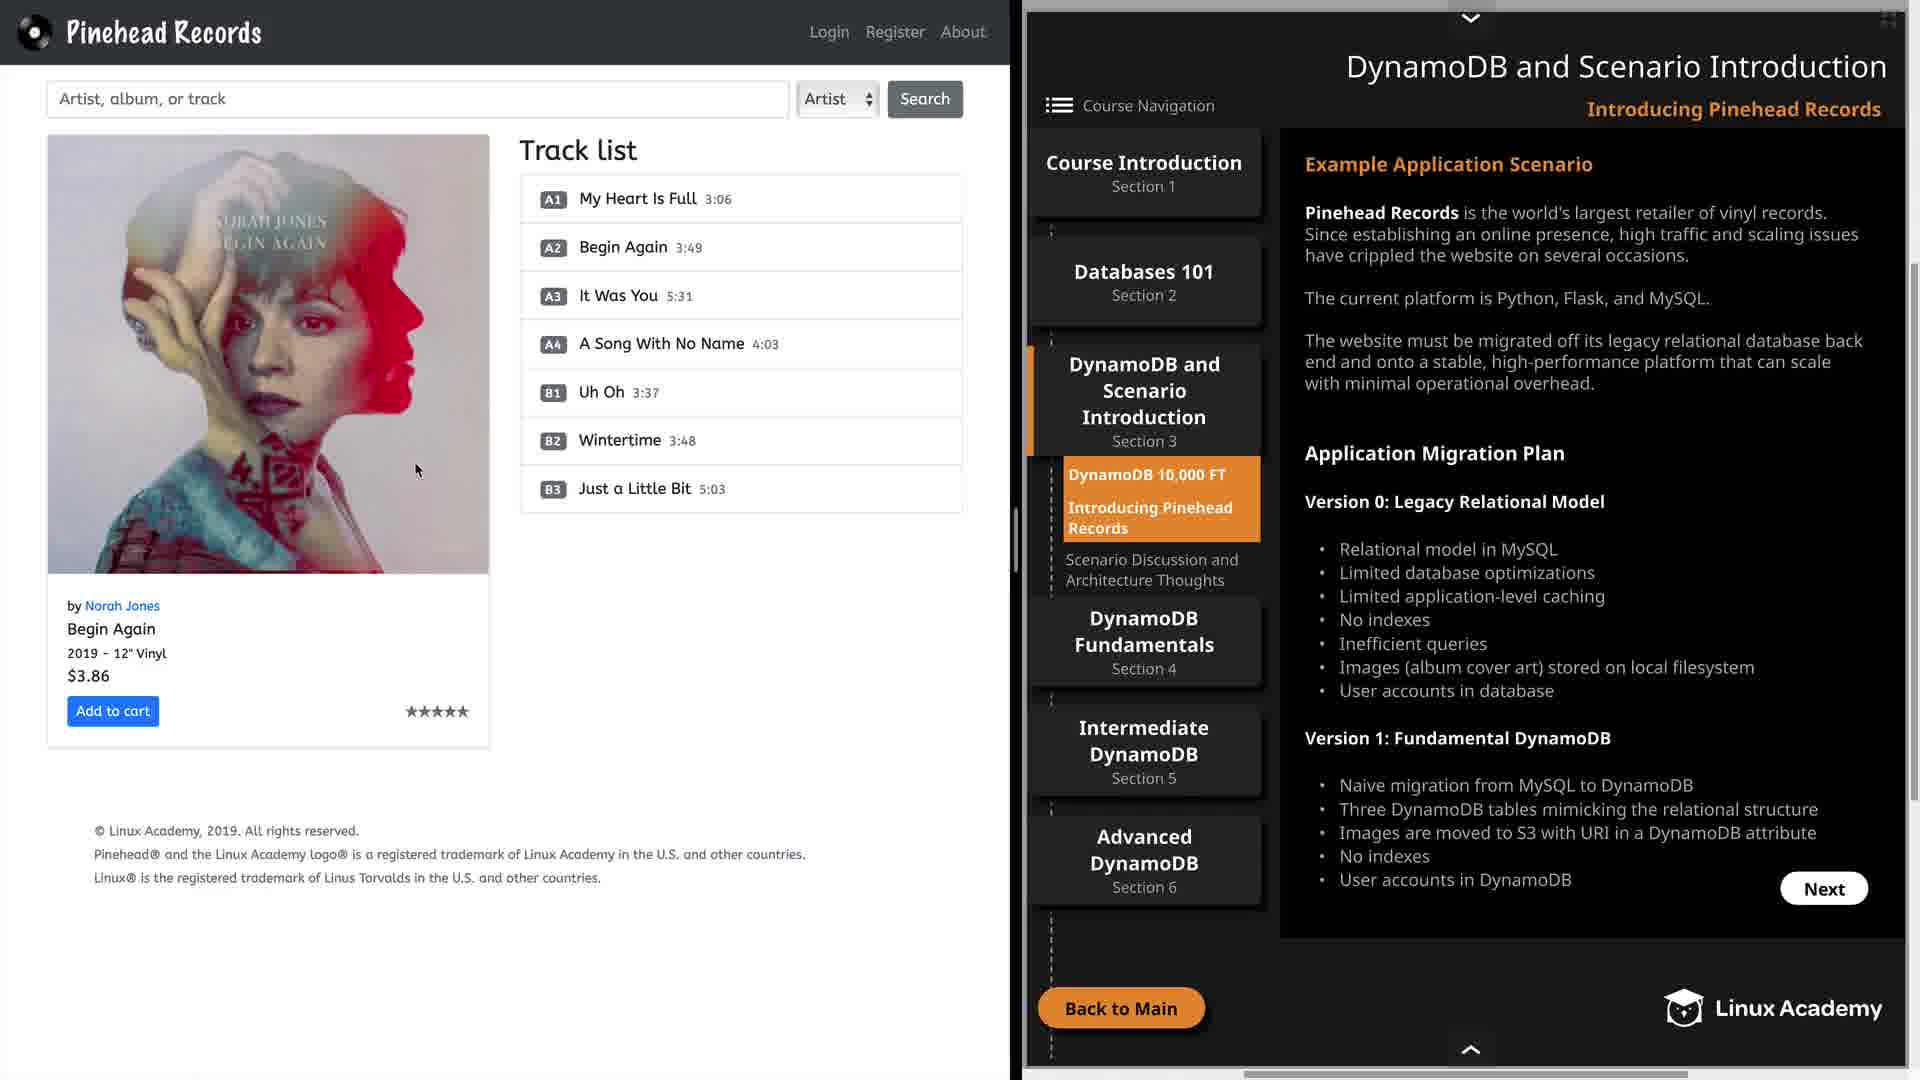 Pinehead Records
Login Register About
Artist, album, or track
Artist
Search
NORAH JONES
BEGIN AGAIN
by Norah Jones
Begin Again
2019 - 12" Vinyl
$3.86
Add to cart
★★★★★
Track list
A1 My Heart Is Full 3:06
A2 Begin Again 3:49
A3 It Was You 5:31
A4 A Song With No Name 4:03
B1 Uh Oh 3:37
B2 Wintertime 3:48
B3 Just a Little Bit 5:03
© Linux Academy, 2019. All rights reserved.
Pinehead® and the Linux Academy logo® is a registered trademark of Linux Academy in the U.S. and other countries.
Linux® is the registered trademark of Linus Torvalds in the U.S. and other countries.
DynamoDB and Scenario Introduction
Course Navigation
Introducing Pinehead Records
Course Introduction
Section 1
Databases 101
Section 2
DynamoDB and
Scenario
Introduction
Section 3
DynamoDB 10,000 FT
Introducing Pinehead
Records
Scenario Discussion and
Architecture Thoughts
DynamoDB
Fundamentals
Section 4
Intermediate
DynamoDB
Section 5
Advanced
DynamoDB
Section 6
Back to Main
Example Application Scenario
Pinehead Records is the world's largest retailer of vinyl records.
Since establishing an online presence, high traffic and scaling issues
have crippled the website on several occasions.
The current platform is Python, Flask, and MySQL.
The website must be migrated off its legacy relational database back
end and onto a stable, high-performance platform that can scale
with minimal operational overhead.
Application Migration Plan
Version 0: Legacy Relational Model
• Relational model in MySQL
• Limited database optimizations
• Limited application-level caching
• No indexes
• Inefficient queries
• Images (album cover art) stored on local filesystem
• User accounts in database
Version 1: Fundamental DynamoDB
• Naive migration from MySQL to DynamoDB
• Three DynamoDB tables mimicking the relational structure
• Images are moved to S3 with URI in a DynamoDB attribute
• No indexes
• User accounts in DynamoDB
Next
Linux Academy